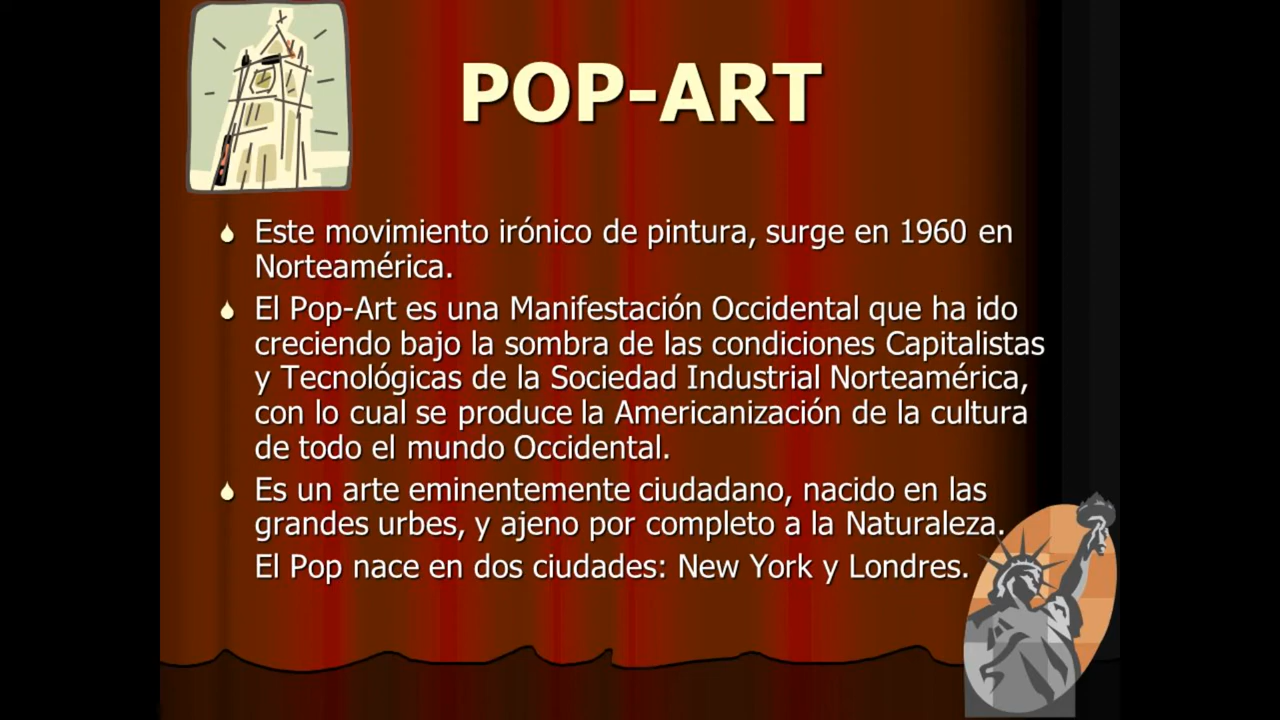 POP-ART
Este movimiento irónico de pintura, surge en 1960 en
Norteamérica.
El Pop-Art es una Manifestación Occidental que ha ido
creciendo bajo la sombra de las condiciones Capitalistas
y Tecnológicas de la Sociedad Industrial Norteamérica,
con lo cual se produce la Americanización de la cultura
de todo el mundo Occidental.
Es un arte eminentemente ciudadano, nacido en las
grandes urbes, y ajeno por completo a la Naturaleza.
El Pop nace en dos ciudades: New York y Londres.